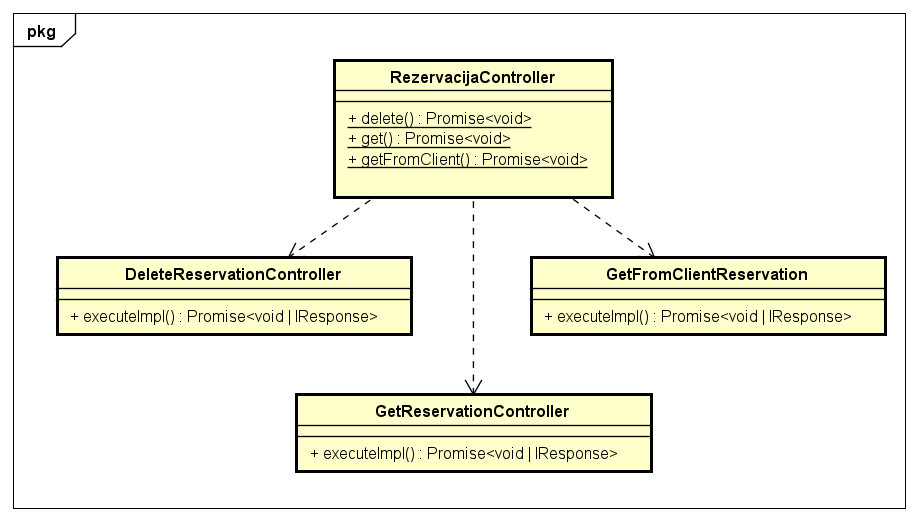 pkg
RezervacijaController
+ delete() : Promise<void>
+ get() : Promise<void>
+ getFromClient() : Promise<void>
DeleteReservationController
+ executeImpl() : Promise<void | IResponse>
GetFromClientReservation
+ executeImpl() : Promise<void | IResponse>
GetReservationController
+ executeImpl() : Promise<void | IResponse>